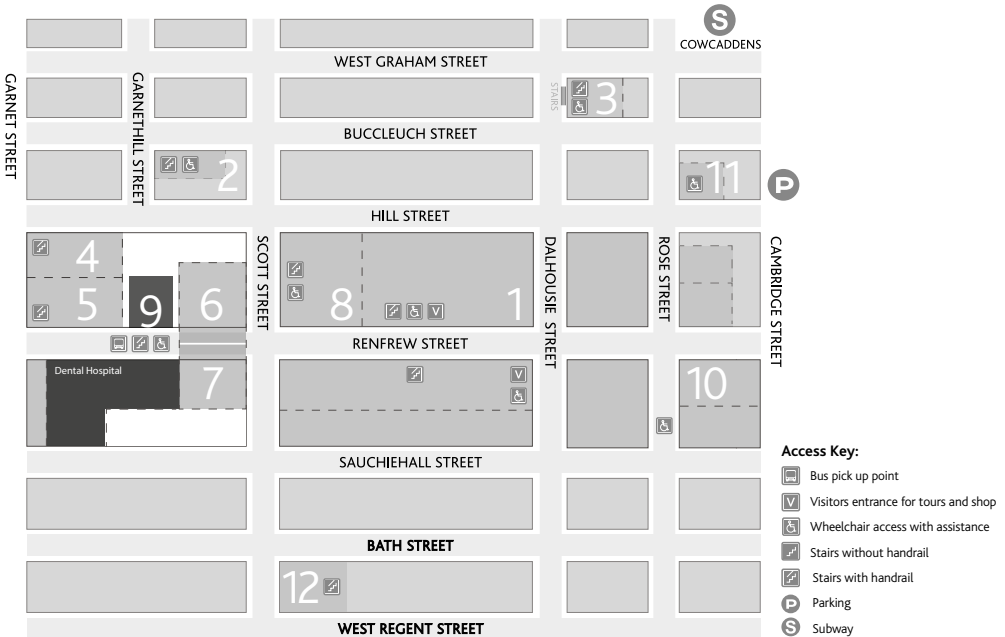 S
COWCADDENS
WEST GRAHAM STREET
GARNET STREET
GARNETHILL STREET
STAIRS
3
BUCCLEUCH STREET
2
11
P
HILL STREET
4
5
9
6
SCOTT STREET
8
V
1
DALHOUSIE STREET
ROSE STREET
CAMBRIDGE STREET
RENFREW STREET
Dental Hospital
7
V
10
SAUCHIEHALL STREET
BATH STREET
12
WEST REGENT STREET
Access Key:
Bus pick up point
V Visitors entrance for tours and shop
Wheelchair access with assistance
Stairs without handrail
Stairs with handrail
P Parking
S Subway